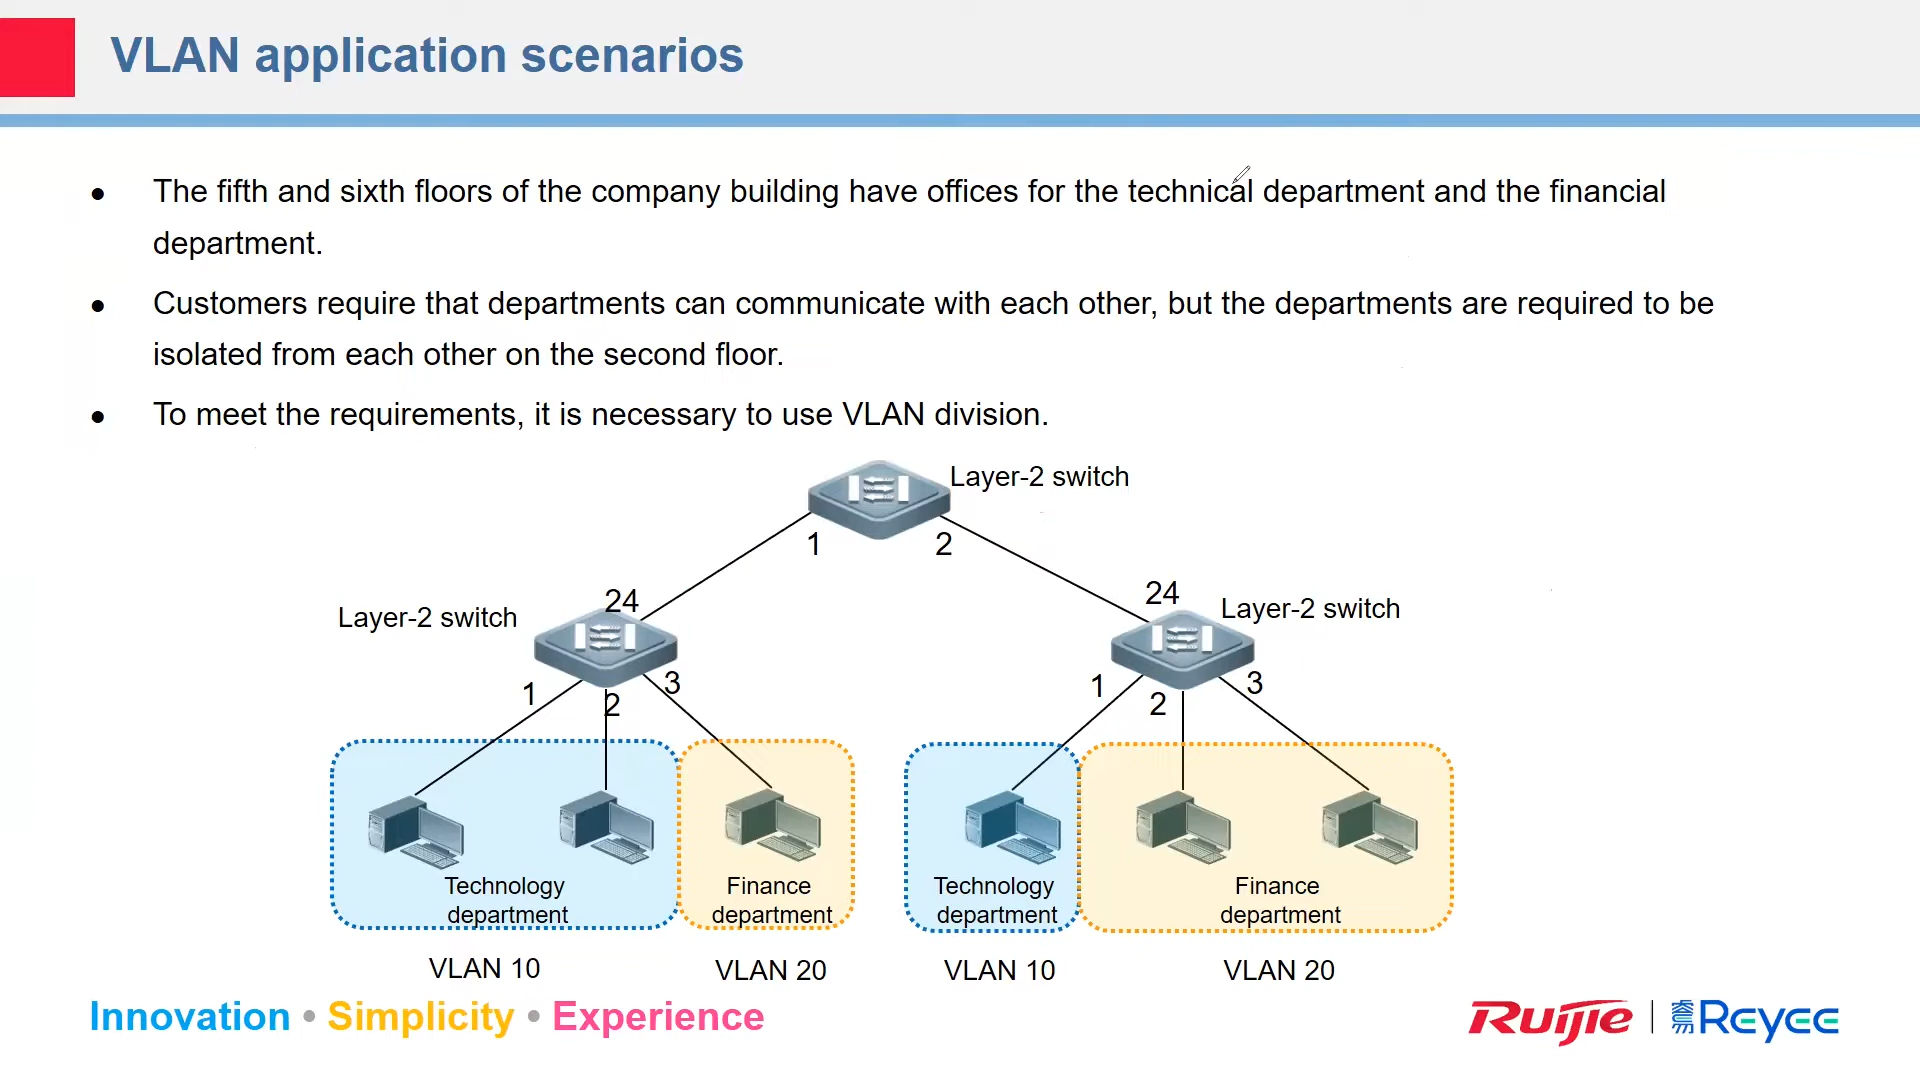 VLAN application scenarios
● The fifth and sixth floors of the company building have offices for the technical department and the financial
department.
● Customers require that departments can communicate with each other, but the departments are required to be
isolated from each other on the second floor.
● To meet the requirements, it is necessary to use VLAN division.
Layer-2 switch
1
2
Layer-2 switch
24
24
Layer-2 switch
1
2
3
1
2
3
Technology
department
Finance
department
Technology
department
Finance
department
VLAN 10
VLAN 20
VLAN 10
VLAN 20
Innovation • Simplicity • Experience
Ruijie | 睿易 Reyee